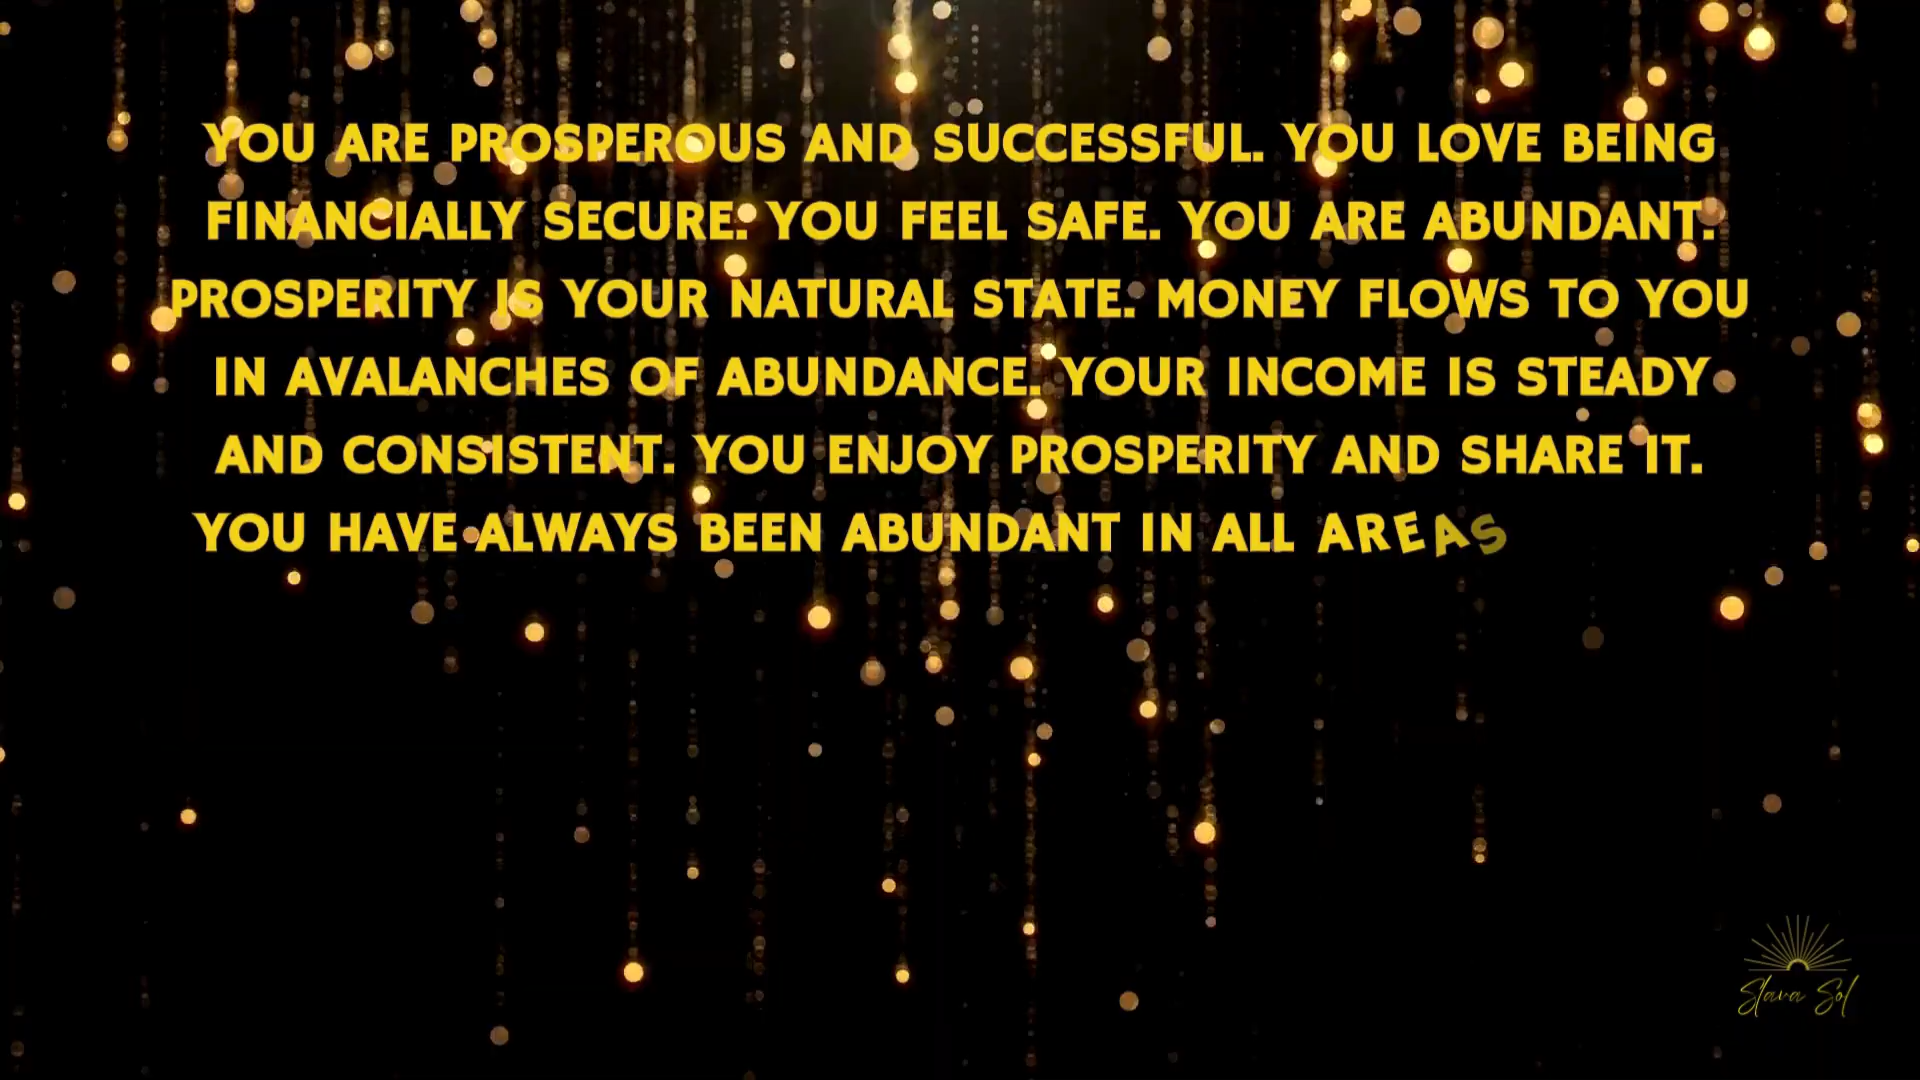 YOU ARE PROSPEROUS AND SUCCESSFUL. YOU LOVE BEING
FINANCIALLY SECURE. YOU FEEL SAFE. YOU ARE ABUNDANT.
PROSPERITY IS YOUR NATURAL STATE. MONEY FLOWS TO YOU
IN AVALANCHES OF ABUNDANCE. YOUR INCOME IS STEADY
AND CONSISTENT. YOU ENJOY PROSPERITY AND SHARE IT.
YOU HAVE ALWAYS BEEN ABUNDANT IN ALL AREAS
Slava Sol